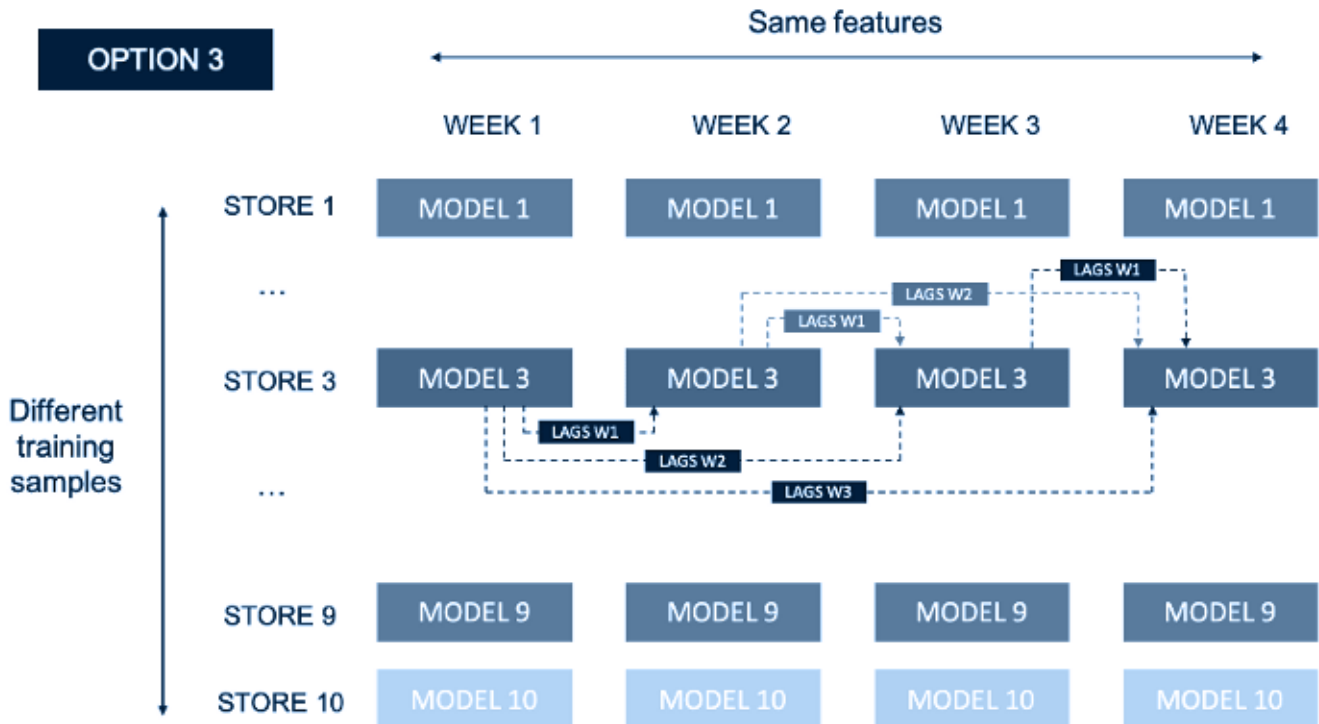 Same features
OPTION 3
WEEK 1 WEEK 2 WEEK 3 WEEK 4
STORE 1 MODEL 1 MODEL 1 MODEL 1 MODEL 1
LAGS W1
... LAGS W2
LAGS W1
STORE 3 MODEL 3 MODEL 3 MODEL 3 MODEL 3
Different
training
samples
LAGS W1
LAGS W2
... LAGS W3
STORE 9 MODEL 9 MODEL 9 MODEL 9 MODEL 9
STORE 10 MODEL 10 MODEL 10 MODEL 10 MODEL 10